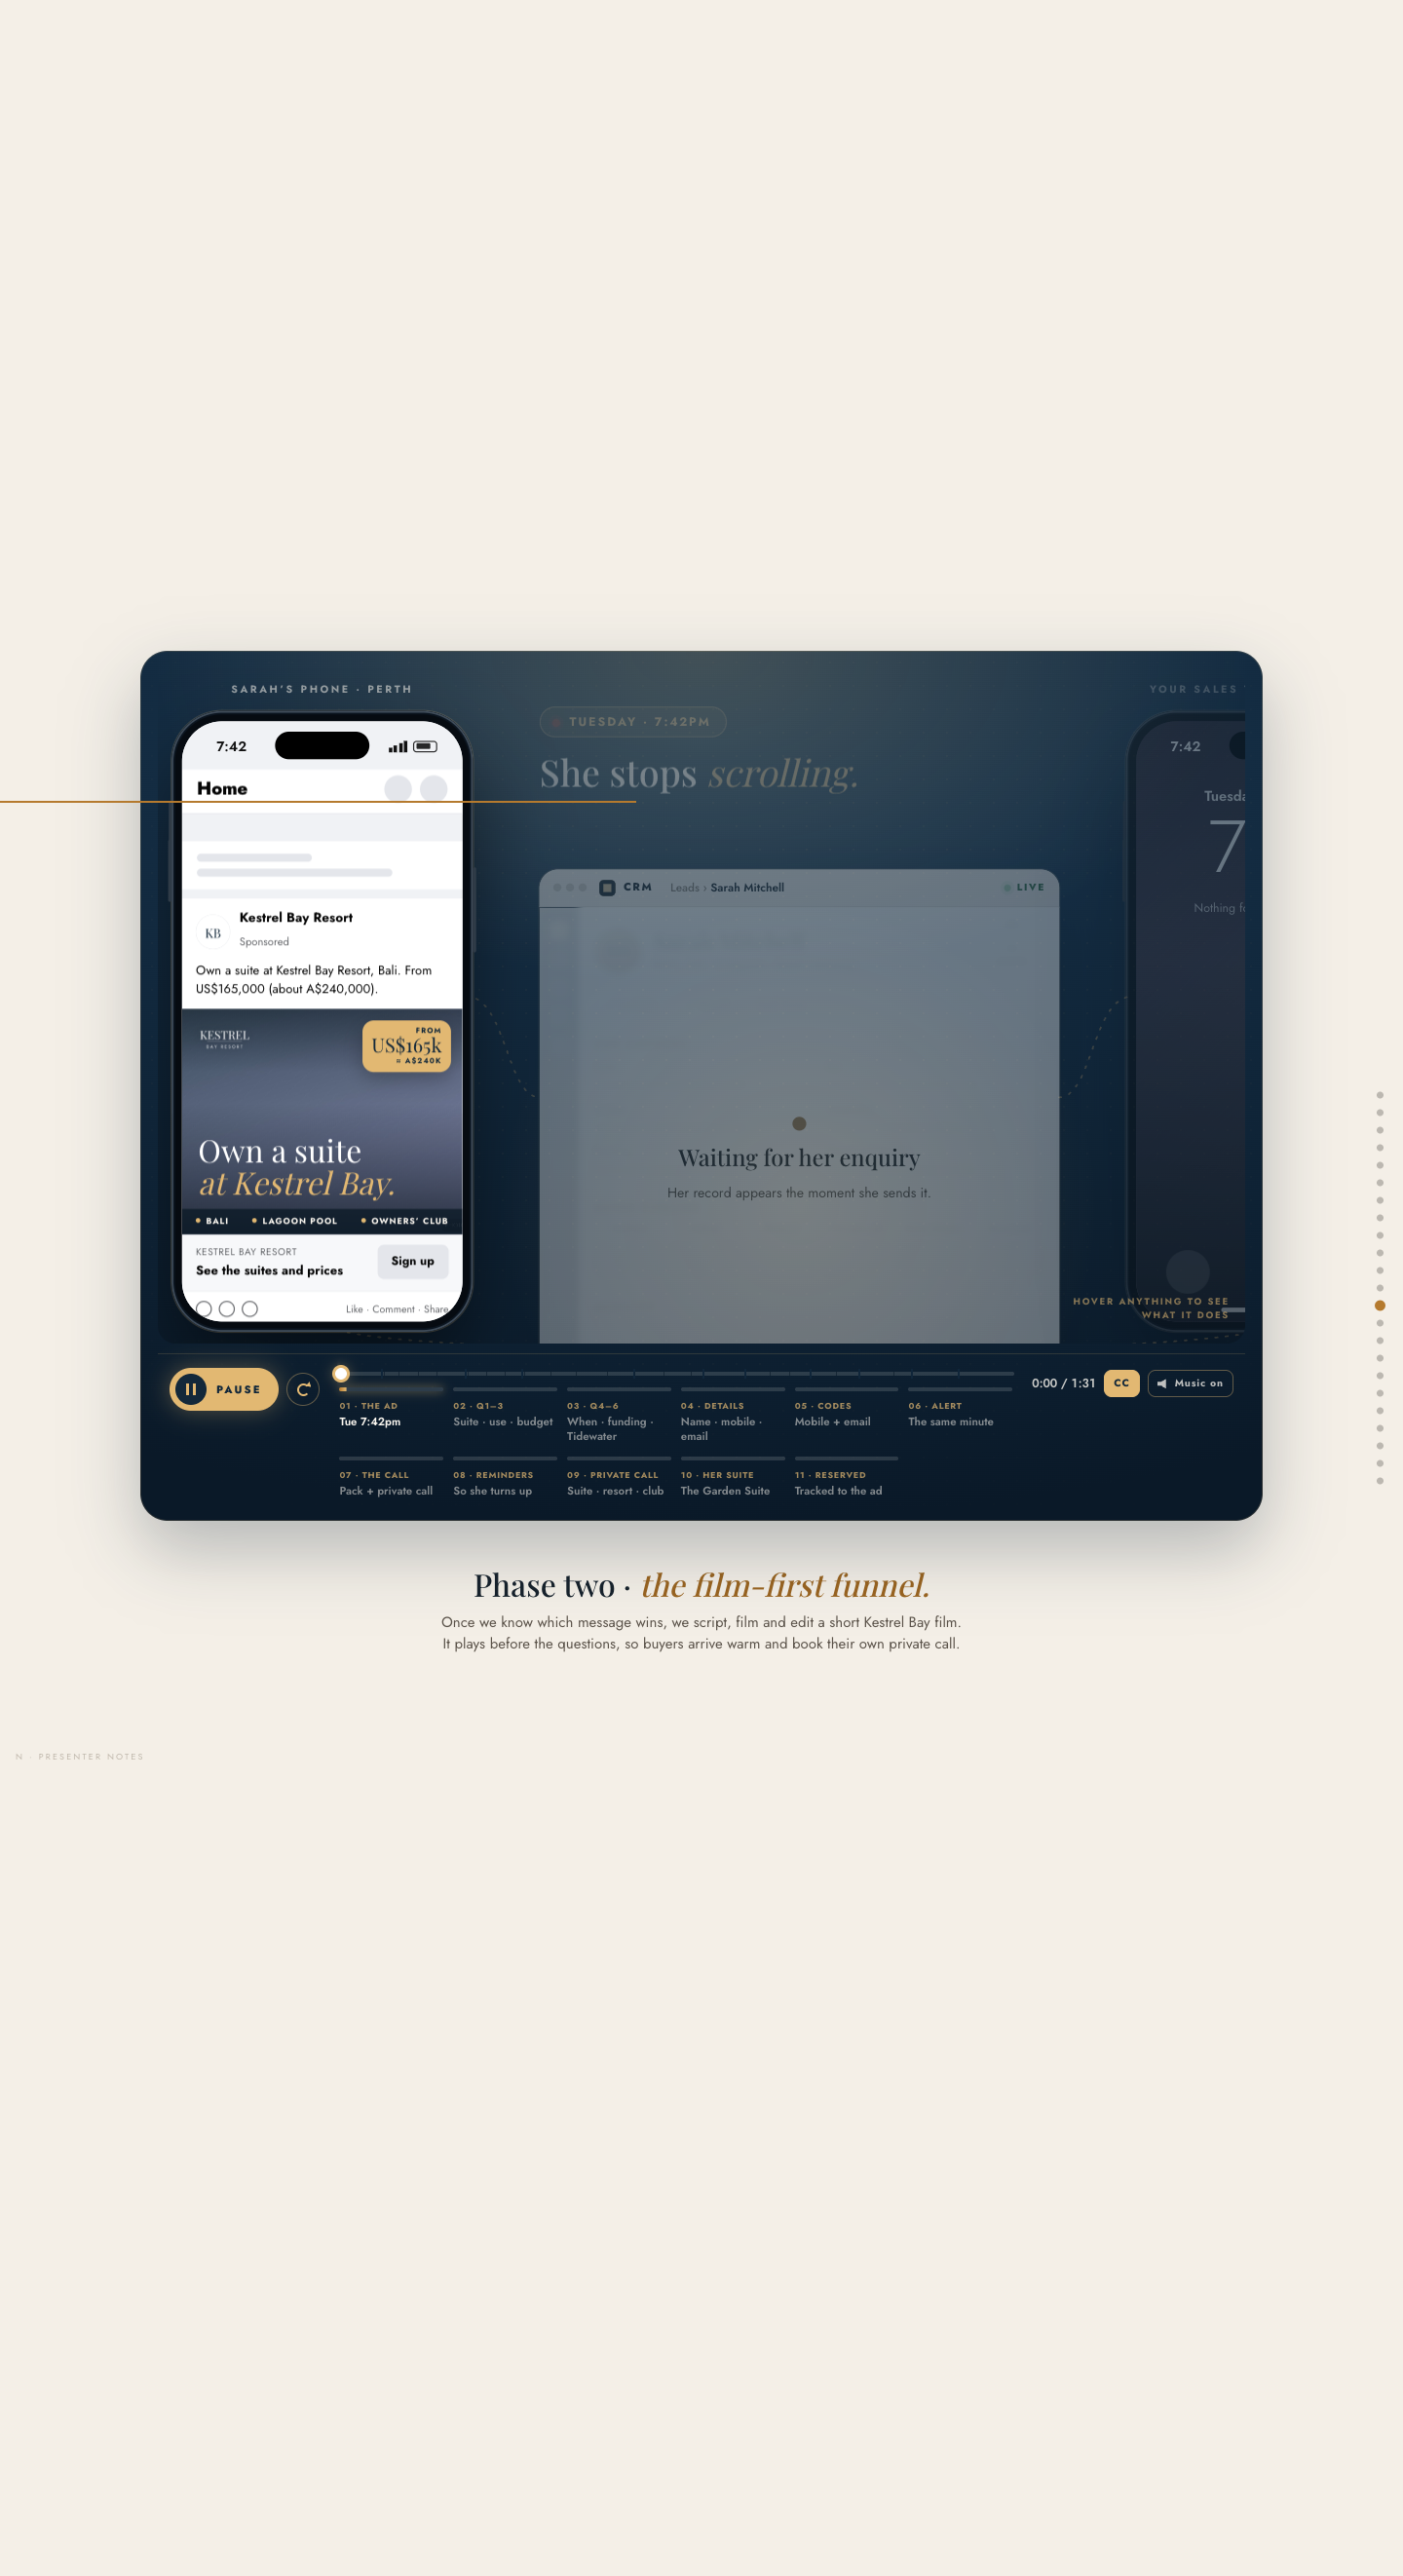 SARAH'S PHONE · PERTH
7:42
Home
Kestrel Bay Resort
KB
Sponsored
Own a suite at Kestrel Bay Resort, Bali. From
US$165,000 (about A$240,000).
KESTREL
BAY RESORT
FROM
US$165k
≈ A$240K
Own a suite
at Kestrel Bay.
BALI
LAGOON POOL
OWNERS' CLUB
KESTREL BAY RESORT
See the suites and prices
Sign up
Like · Comment · Share
TUESDAY · 7:42PM
She stops scrolling.
CRM
Leads › Sarah Mitchell
LIVE
Waiting for her enquiry
Her record appears the moment she sends it.
YOUR SALES
7:42
Tuesda
7
Nothing
HOVER ANYTHING TO SEE
WHAT IT DOES
PAUSE
0:00 / 1:31
CC
Music on
01 · THE AD
Tue 7:42pm
02 · Q1–3
Suite · use · budget
03 · Q4–6
When · funding ·
Tidewater
04 · DETAILS
Name · mobile ·
email
05 · CODES
Mobile + email
06 · ALERT
The same minute
07 · THE CALL
Pack + private call
08 · REMINDERS
So she turns up
09 · PRIVATE CALL
Suite · resort · club
10 · HER SUITE
The Garden Suite
11 · RESERVED
Tracked to the ad
Phase two · the film-first funnel.
Once we know which message wins, we script, film and edit a short Kestrel Bay film.
It plays before the questions, so buyers arrive warm and book their own private call.
N · PRESENTER NOTES